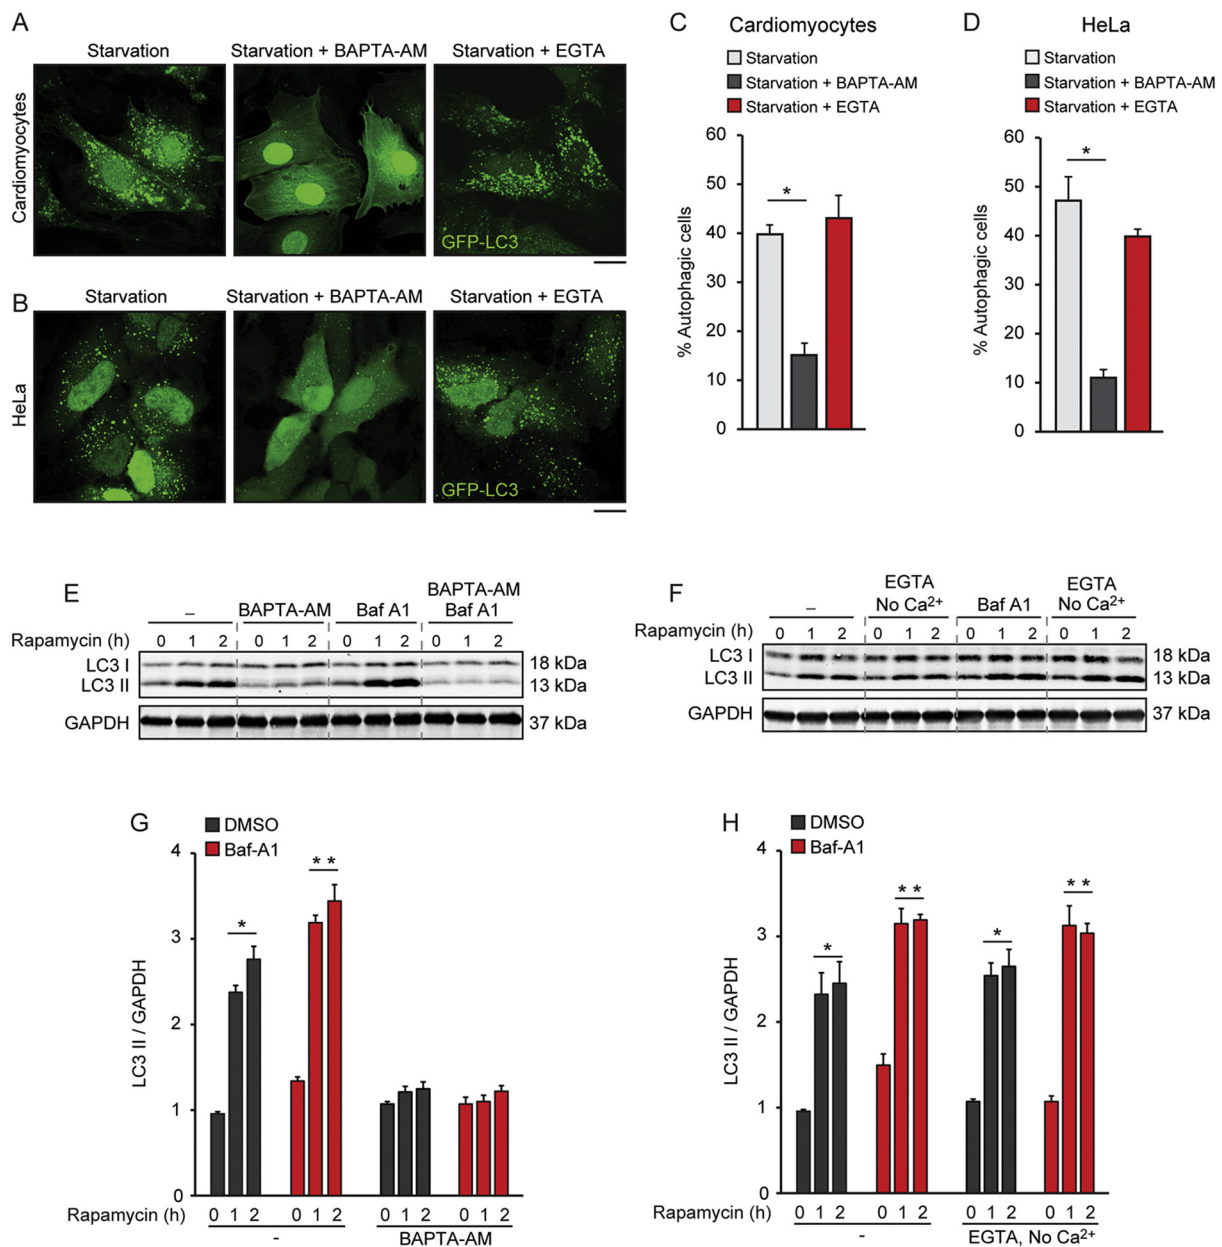 A
Starvation
Starvation + BAPTA-AM
Starvation + EGTA
Cardiomyocytes
GFP-LC3
B
Starvation
Starvation + BAPTA-AM
Starvation + EGTA
HeLa
GFP-LC3
C
Cardiomyocytes
Starvation
Starvation + BAPTA-AM
Starvation + EGTA
% Autophagic cells
60
50
40
30
20
10
0
*
D
HeLa
Starvation
Starvation + BAPTA-AM
Starvation + EGTA
% Autophagic cells
60
50
40
30
20
10
0
*
E
– BAPTA-AM Baf A1 BAPTA-AM
Baf A1
Rapamycin (h) 0 1 2 0 1 2 0 1 2 0 1 2
LC3 I 18 kDa
LC3 II 13 kDa
GAPDH 37 kDa
F
– EGTA
No Ca2+ Baf A1 EGTA
No Ca2+
Rapamycin (h) 0 1 2 0 1 2 0 1 2 0 1 2
LC3 I 18 kDa
LC3 II 13 kDa
GAPDH 37 kDa
G
DMSO
Baf-A1
LC3 II / GAPDH
4
3
2
1
0
*
* *
Rapamycin (h) 0 1 2 0 1 2 0 1 2 0 1 2
- BAPTA-AM
H
DMSO
Baf-A1
LC3 II / GAPDH
4
3
2
1
0
*
* *
*
* *
Rapamycin (h) 0 1 2 0 1 2 0 1 2 0 1 2
- EGTA, No Ca2+